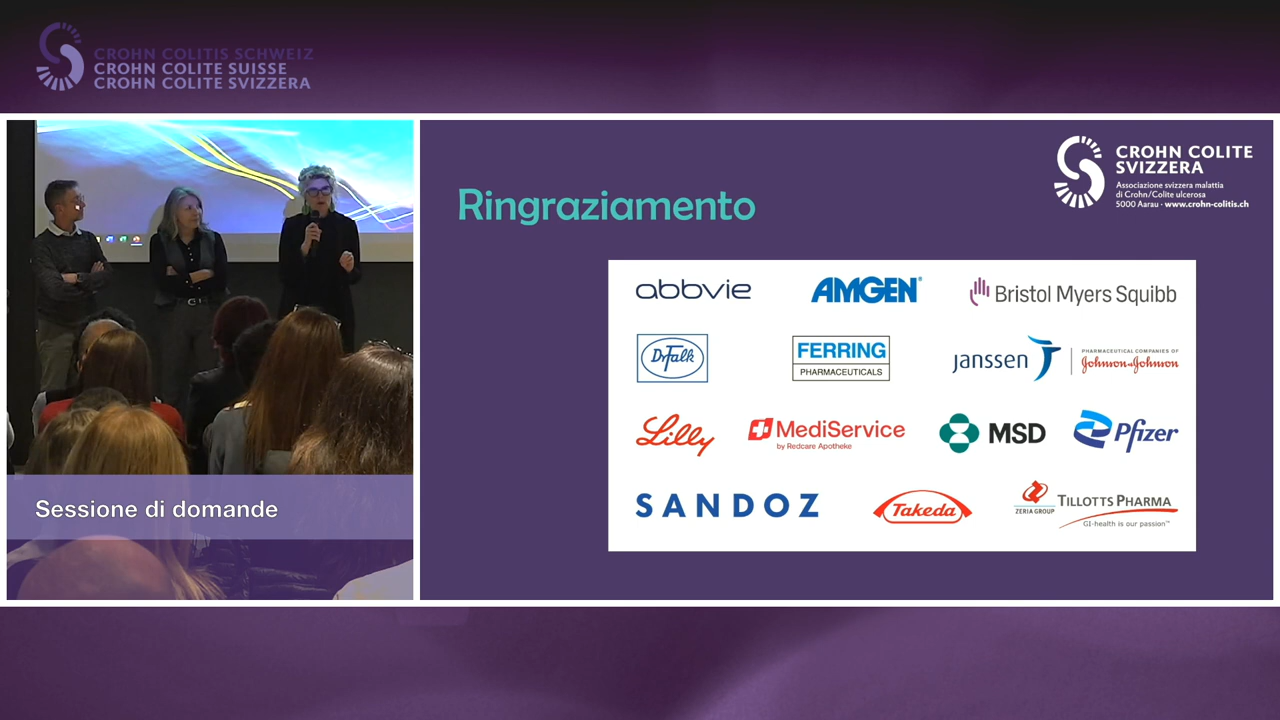 CROHN COLITIS SCHWEIZ
CROHN COLITE SUISSE
CROHN COLITE SVIZZERA
Sessione di domande
Ringraziamento
CROHN COLITE
SVIZZERA
Associazione svizzera malattia
di Crohn/Colite ulcerosa
5000 Aarau · www.crohn-colitis.ch
abbvie
AMGEN®
Bristol Myers Squibb
Dr Falk
FERRING
PHARMACEUTICALS
janssen
PHARMACEUTICAL COMPANIES OF
Johnson & Johnson
Lilly
MediService
by Redcare Apotheke
MSD
Pfizer
SANDOZ
Takeda
ZERIA GROUP
TILLOTTS PHARMA
GI-health is our passion™